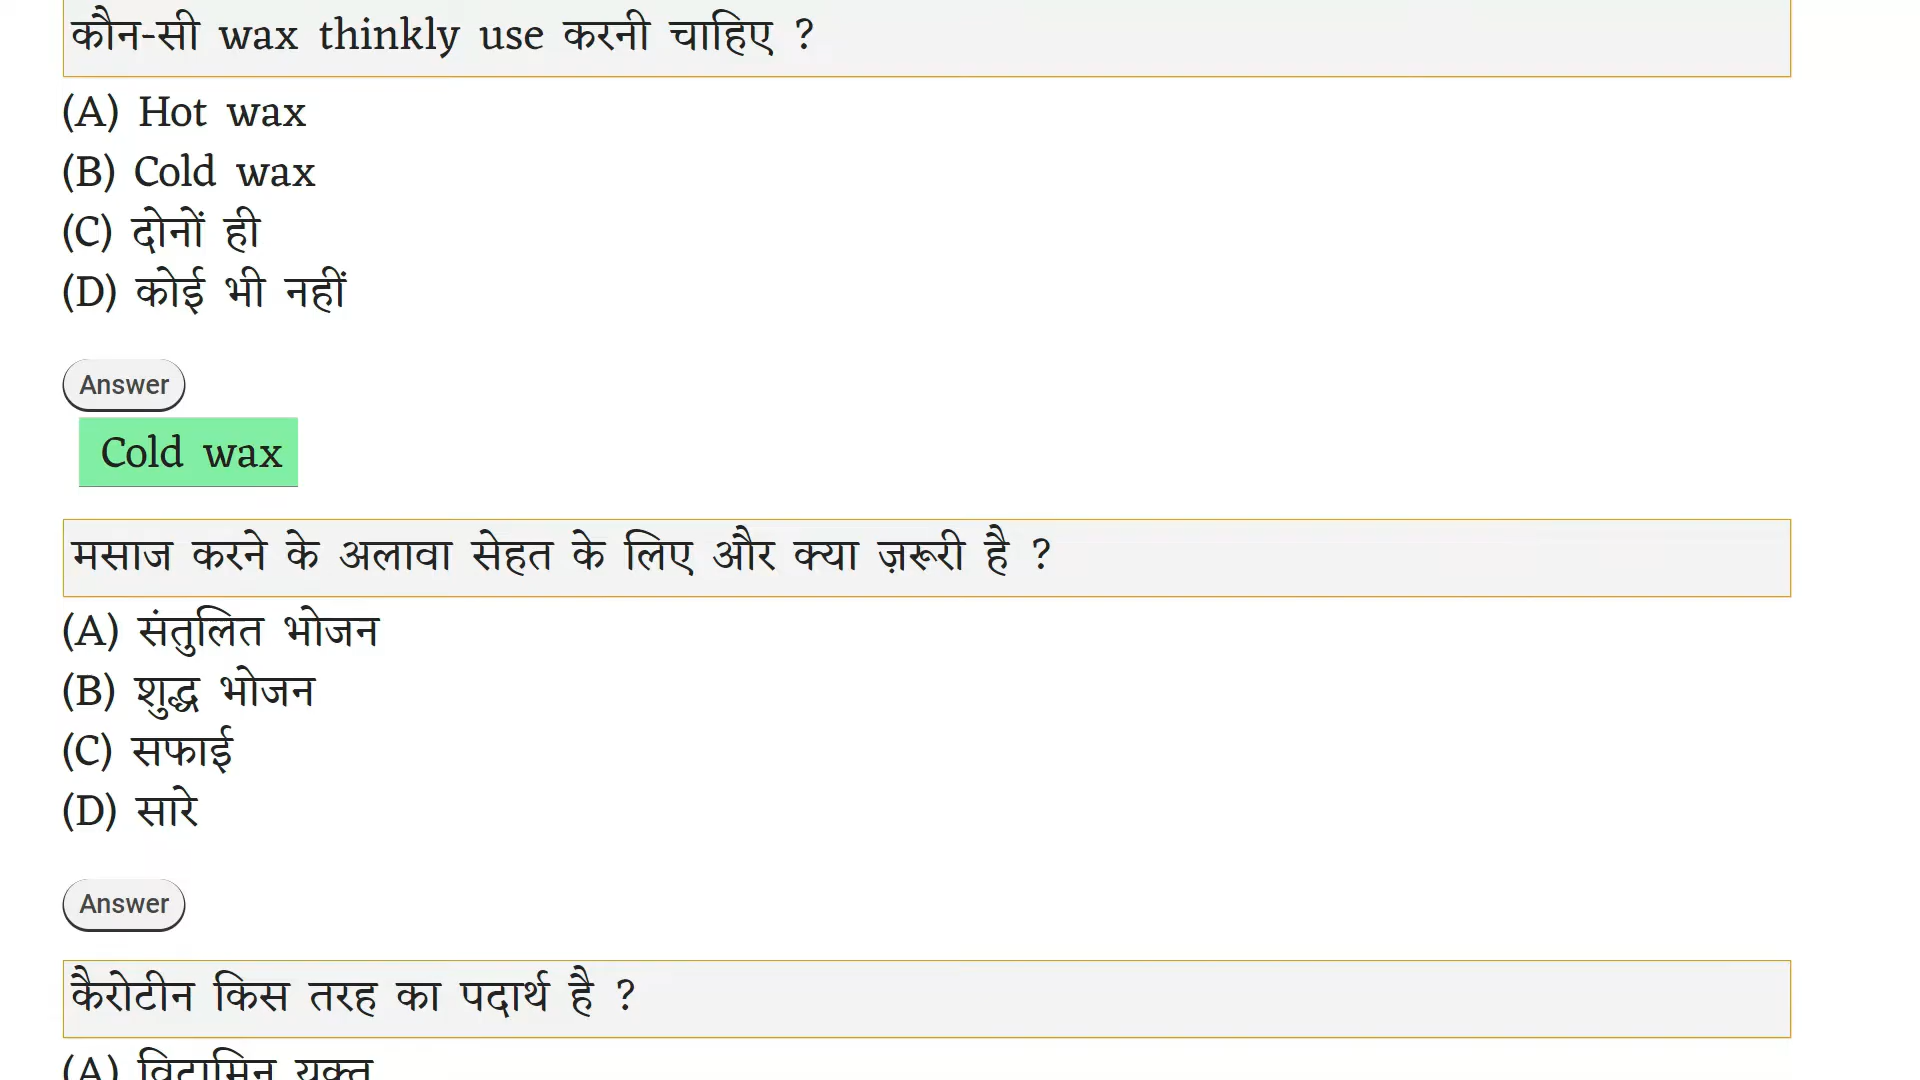 कौन-सी wax thinkly use करनी चाहिए ?
(A) Hot wax
(B) Cold wax
(C) दोनों ही
(D) कोई भी नहीं
Answer
Cold wax
मसाज करने के अलावा सेहत के लिए और क्या ज़रूरी है ?
(A) संतुलित भोजन
(B) शुद्ध भोजन
(C) सफाई
(D) सारे
Answer
कैरोटीन किस तरह का पदार्थ है ?
(A) विटामिन युक्त